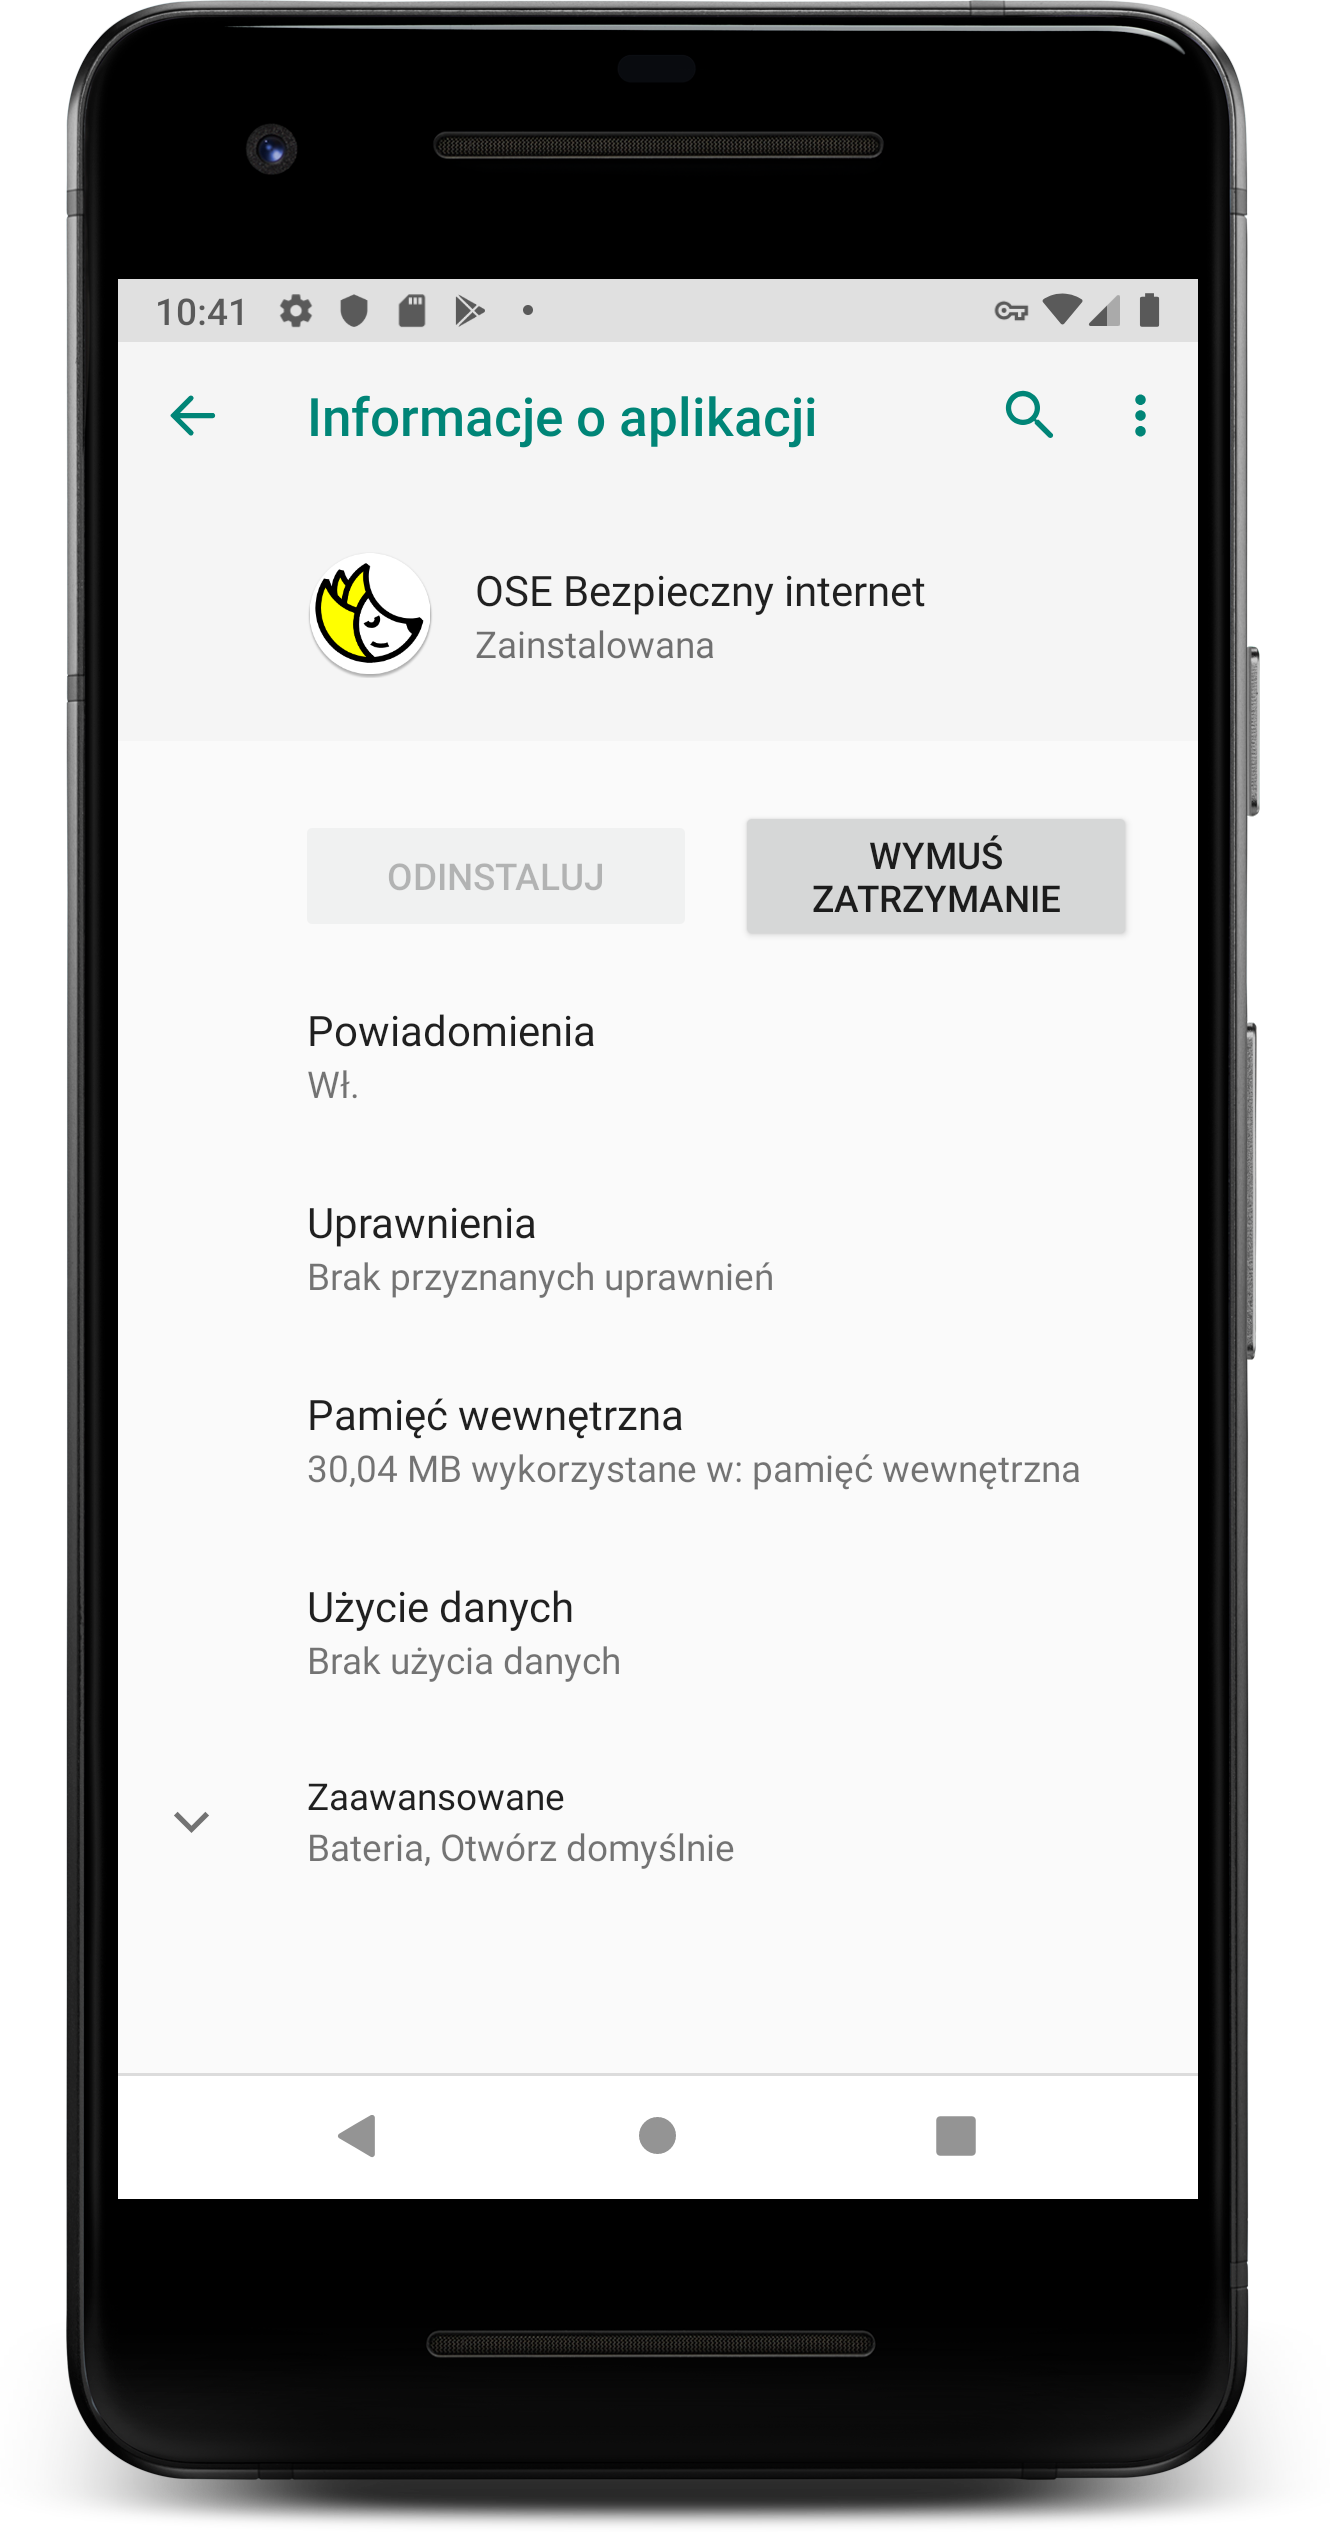 10:41
Informacje o aplikacji
OSE Bezpieczny internet
Zainstalowana
ODINSTALUJ
WYMUŚ
ZATRZYMANIE
Powiadomienia
Wł.
Uprawnienia
Brak przyznanych uprawnień
Pamięć wewnętrzna
30,04 MB wykorzystane w: pamięć wewnętrzna
Użycie danych
Brak użycia danych
Zaawansowane
Bateria, Otwórz domyślnie